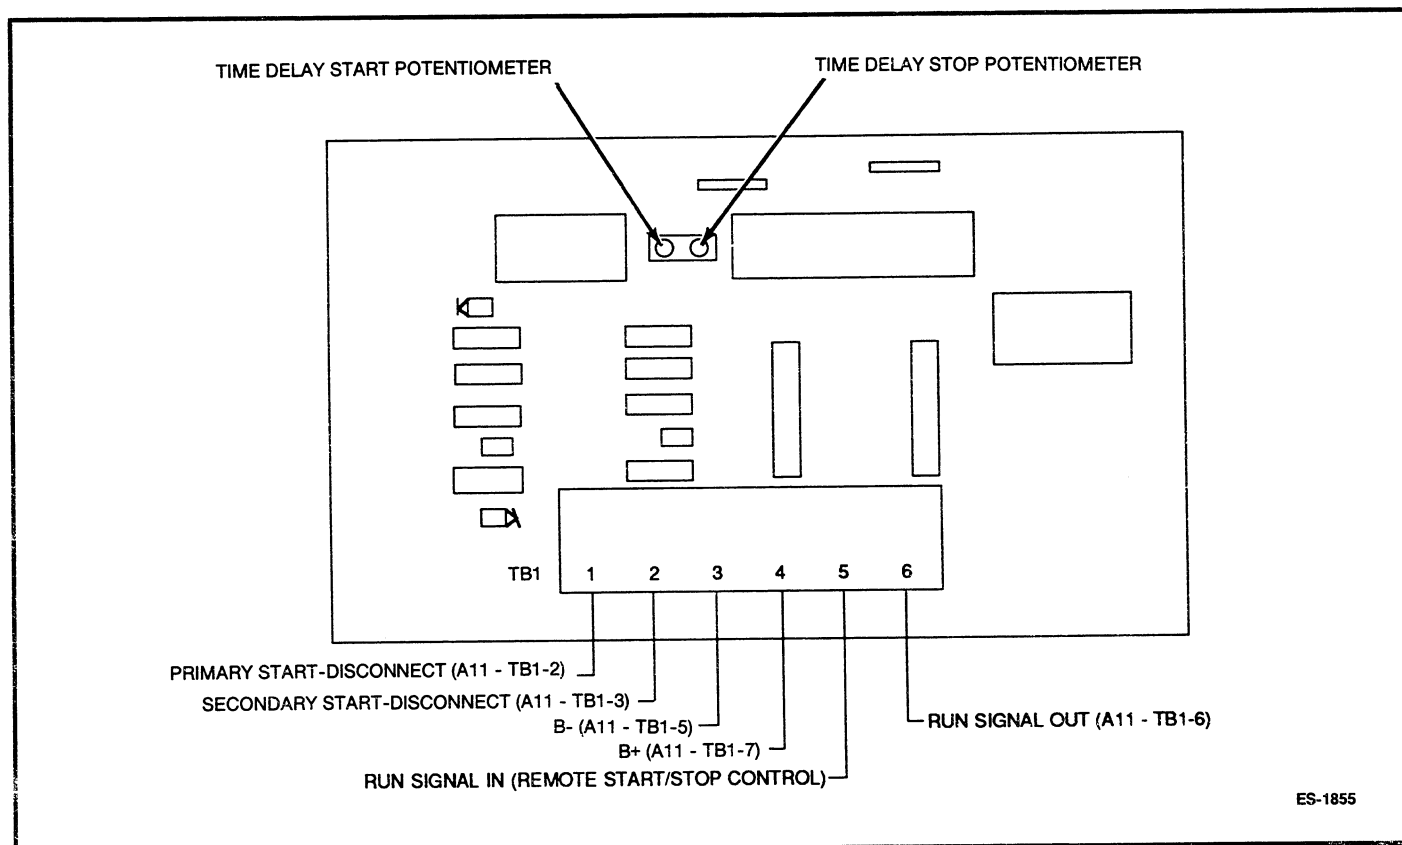 TIME DELAY START POTENTIOMETER
TIME DELAY STOP POTENTIOMETER
TB1 1 2 3 4 5 6
PRIMARY START-DISCONNECT (A11 - TB1-2)
SECONDARY START-DISCONNECT (A11 - TB1-3)
B- (A11 - TB1-5)
RUN SIGNAL OUT (A11 - TB1-6)
B+ (A11 - TB1-7)
RUN SIGNAL IN (REMOTE START/STOP CONTROL)
ES-1855